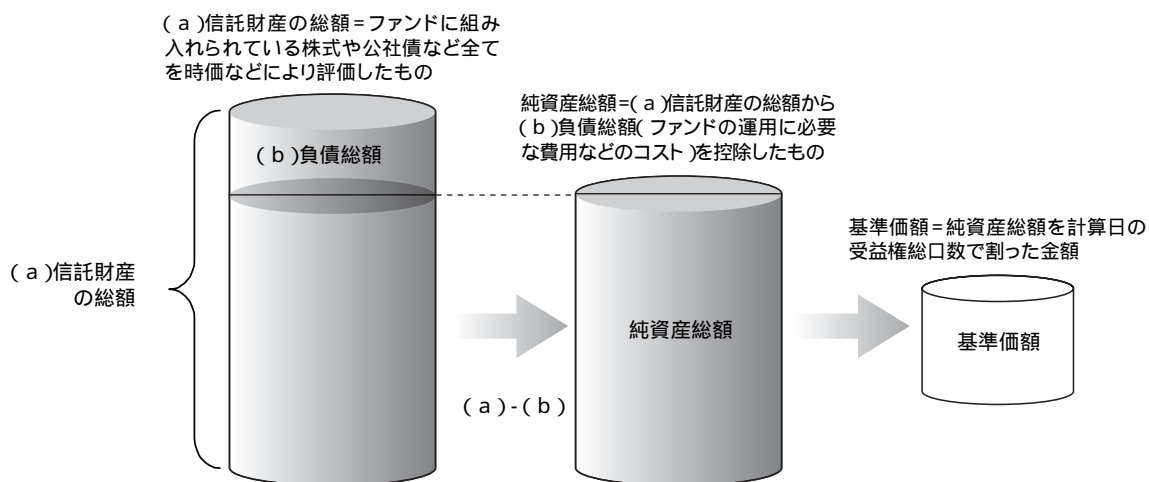 (a)信託財産の総額=ファンドに組み
入れられている株式や公社債など全て
を時価などにより評価したもの
純資産総額=(a)信託財産の総額から
(b)負債総額(ファンドの運用に必要
な費用などのコスト)を控除したもの
(b)負債総額
基準価額=純資産総額を計算日の
受益権総口数で割った金額
(a)信託財産
の総額
純資産総額
基準価額
(a)-(b)